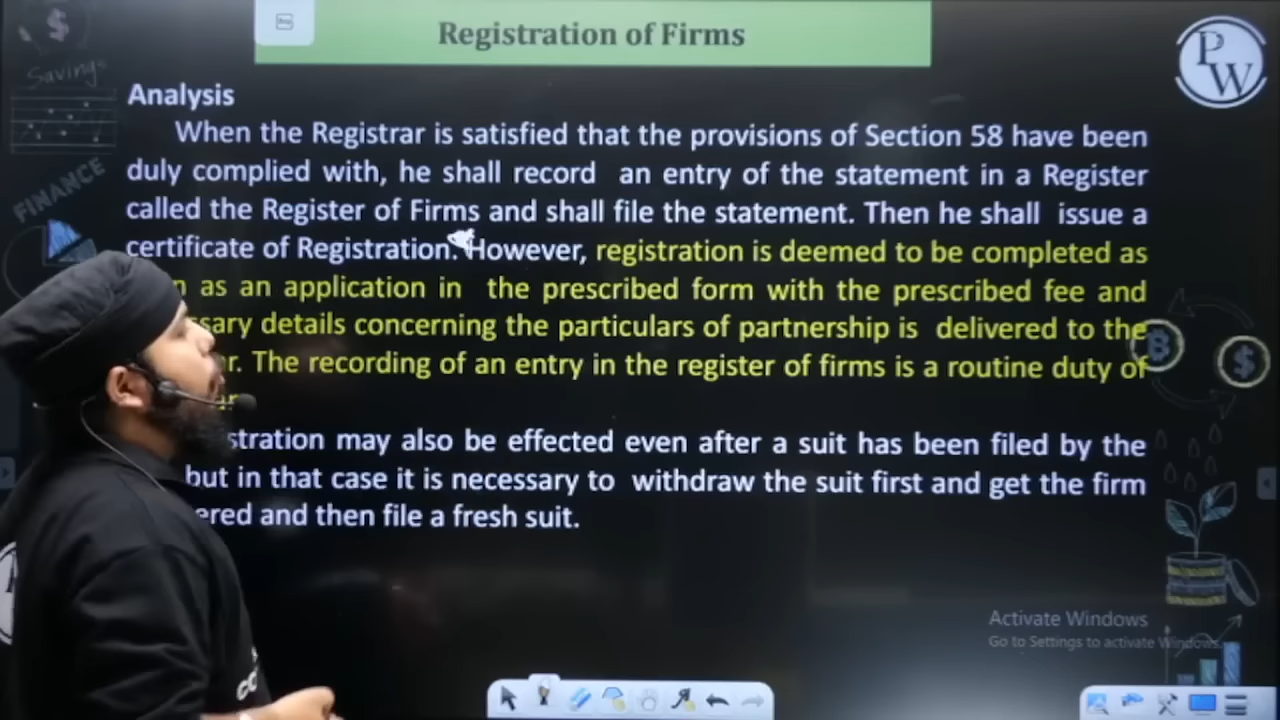 Registration of Firms
P
W
Savings
FINANCE
Analysis
When the Registrar is satisfied that the provisions of Section 58 have been
duly complied with, he shall record an entry of the statement in a Register
called the Register of Firms and shall file the statement. Then he shall issue a
certificate of Registration. However, registration is deemed to be completed as
as an application in the prescribed form with the prescribed fee and
details concerning the particulars of partnership is delivered to the
The recording of an entry in the register of firms is a routine duty of
may also be effected even after a suit has been filed by the
but in that case it is necessary to withdraw the suit first and get the firm
and then file a fresh suit.
Activate Windows
Go to Settings to activate Windows.